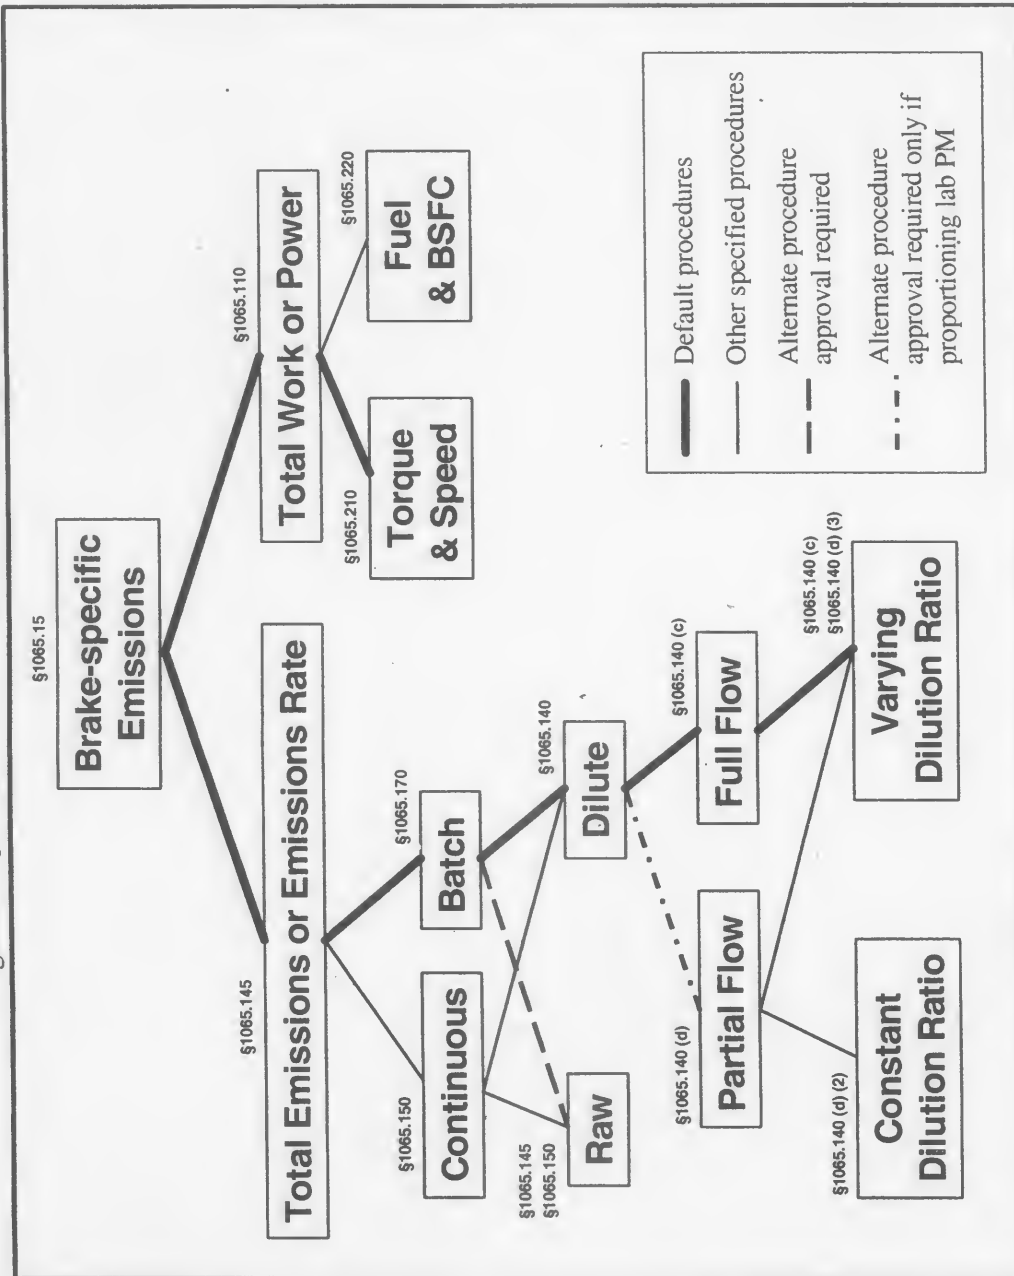 §1065.15
Brake-specific
Emissions
§1065.145
Total Emissions or Emissions Rate
§1065.110
Total Work or Power
§1065.150
Continuous
§1065.170
Batch
§1065.210
Torque
& Speed
§1065.220
Fuel
& BSFC
§1065.145
§1065.150
Raw
§1065.140
Dilute
§1065.140 (d)
Partial Flow
§1065.140 (c)
Full Flow
§1065.140 (d) (2)
Constant
Dilution Ratio
§1065.140 (c)
§1065.140 (d) (3)
Varying
Dilution Ratio
Default procedures
Other specified procedures
Alternate procedure
approval required
Alternate procedure
approval required only if
proportioning lab PM